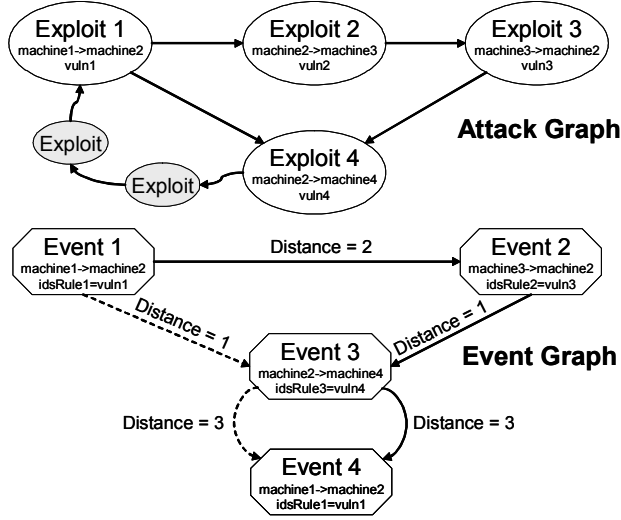 Exploit 1
machine1->machine2
vuln1
Exploit 2
machine2->machine3
vuln2
Exploit 3
machine3->machine2
vuln3
Attack Graph
Exploit
Exploit
Exploit 4
machine2->machine4
vuln4
Event 1
machine1->machine2
idsRule1=vuln1
Distance = 2
Event 2
machine3->machine2
idsRule2=vuln3
Distance = 1
Distance = 1
Event 3
machine2->machine4
idsRule3=vuln4
Event Graph
Distance = 3
Distance = 3
Event 4
machine1->machine2
idsRule1=vuln1